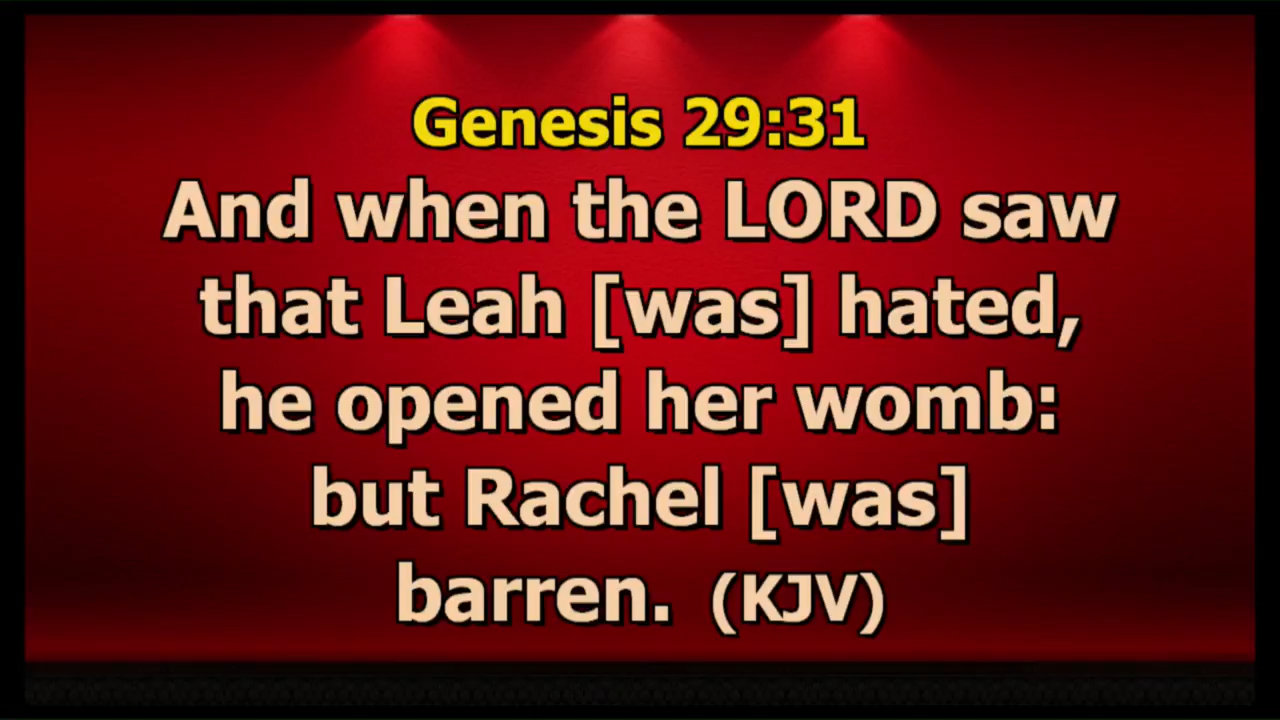 Genesis 29:31
And when the LORD saw
that Leah [was] hated,
he opened her womb:
but Rachel [was]
barren. (KJV)